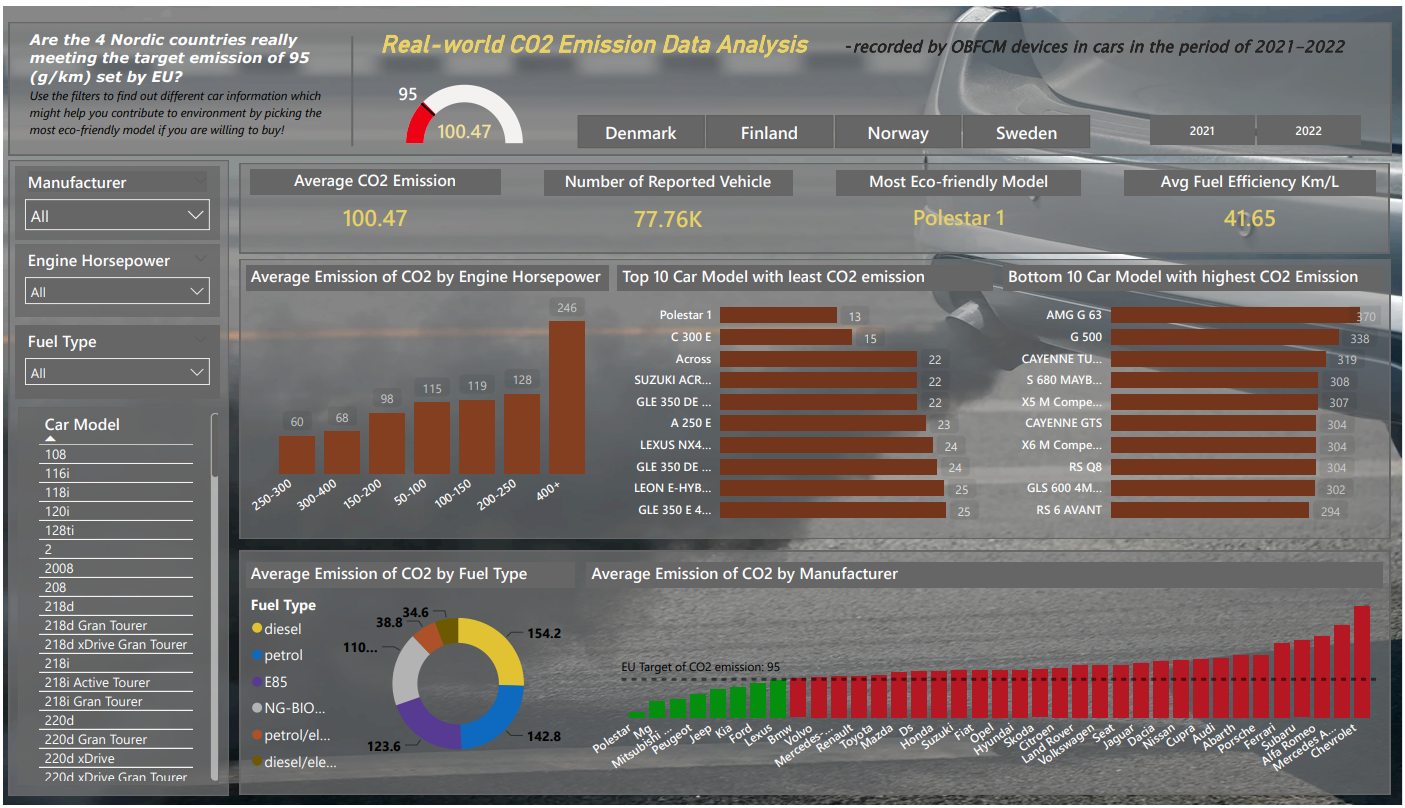 Are the 4 Nordic countries really
meeting the target emission of 95
(g/km) set by EU?
Use the filters to find out different car information which
might help you contribute to environment by picking the
most eco-friendly model if you are willing to buy!
Real-world CO2 Emission Data Analysis
-recorded by OBFCM devices in cars in the period of 2021-2022
95
100.47
Denmark
Finland
Norway
Sweden
2021
2022
Manufacturer
All
Engine Horsepower
All
Fuel Type
All
Car Model
108
116i
118i
120i
128ti
2
2008
208
218d
218d Gran Tourer
218d xDrive Gran Tourer
218i
218i Active Tourer
218i Gran Tourer
220d
220d Gran Tourer
220d xDrive
220d xDrive Gran Tourer
Average CO2 Emission
100.47
Number of Reported Vehicle
77.76K
Most Eco-friendly Model
Polestar 1
Avg Fuel Efficiency Km/L
41.65
Average Emission of CO2 by Engine Horsepower
60
68
98
115
119
128
246
250-300
300-400
150-200
50-100
100-150
200-250
400+
Top 10 Car Model with least CO2 emission
Polestar 1 13
C 300 E 15
Across 22
SUZUKI ACR... 22
GLE 350 DE ... 22
A 250 E 23
LEXUS NX4... 24
GLE 350 DE ... 24
LEON E-HYB... 25
GLE 350 E 4... 25
Bottom 10 Car Model with highest CO2 Emission
AMG G 63 370
G 500 338
CAYENNE TU... 319
S 680 MAYB... 308
X5 M Compe... 307
CAYENNE GTS 304
X6 M Compe... 304
RS Q8 304
GLS 600 4M... 302
RS 6 AVANT 294
Average Emission of CO2 by Fuel Type
Fuel Type
diesel
petrol
E85
NG-BIO...
petrol/el...
diesel/ele...
154.2
142.8
123.6
110...
38.8
34.6
Average Emission of CO2 by Manufacturer
EU Target of CO2 emission: 95
Polestar
Mg
Mitsubishi ...
Peugeot
Jeep
Kia
Ford
Lexus
Bmw
Volvo
Mercedes-...
Renault
Toyota
Mazda
Ds
Honda
Suzuki
Fiat
Opel
Hyundai
Skoda
Citroen
Land Rover
Volkswagen
Seat
Jaguar
Dacia
Nissan
Cupra
Audi
Abarth
Porsche
Ferrari
Subaru
Alfa Romeo
Mercedes A...
Chevrolet